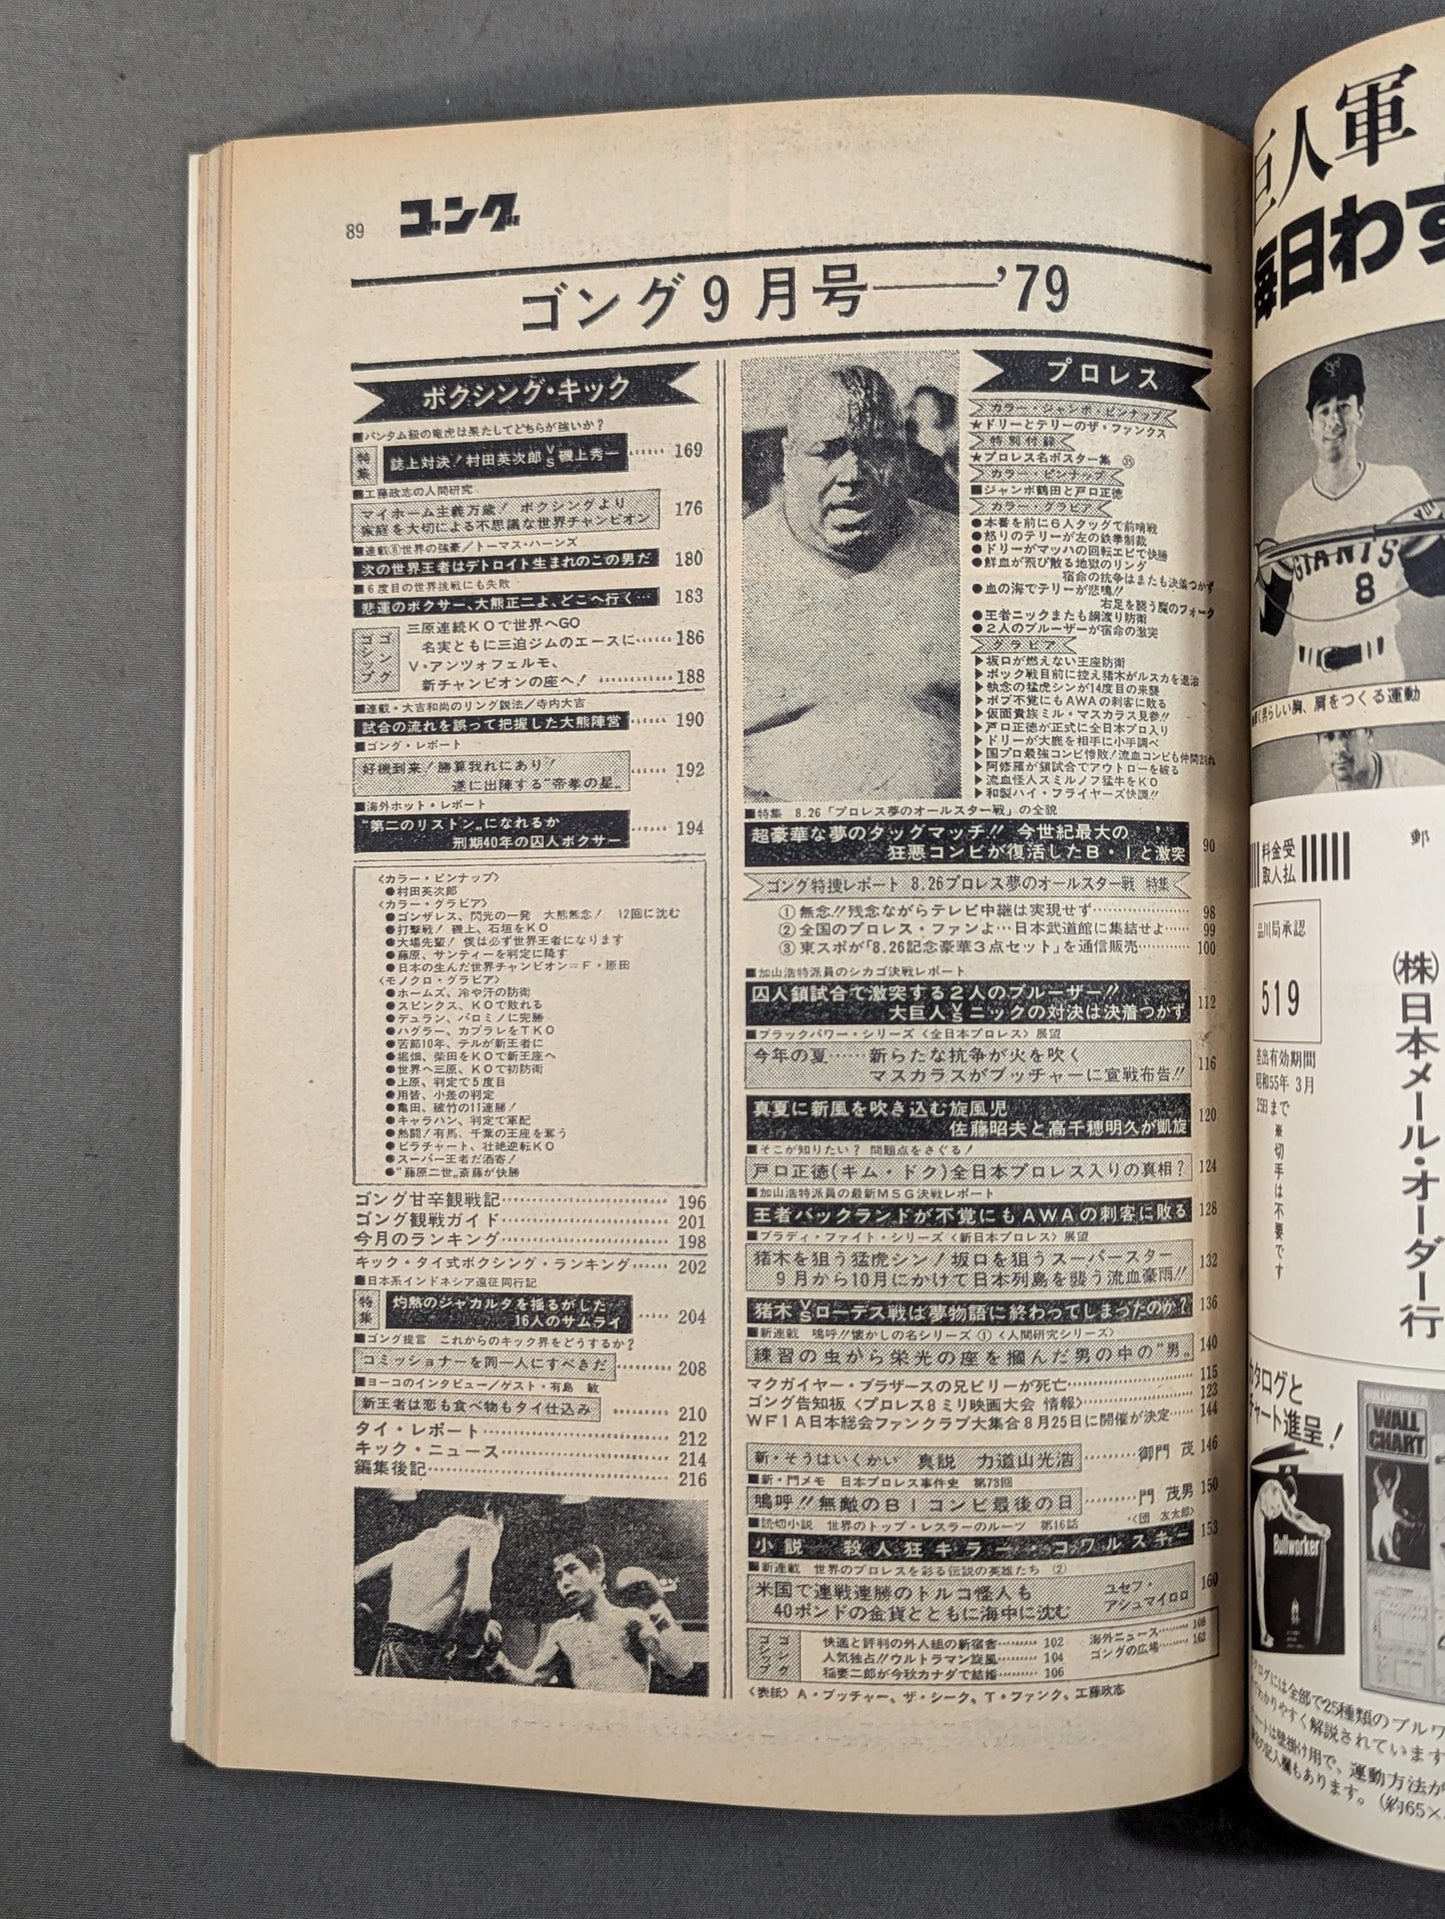 89 ゴング
ゴング9月号——'79
ボクシング・キック
■バンタム級の竜虎は果たしてどちらが強いか?
特集 誌上対決!村田英次郎VS磯上秀一……169
■工藤政志の人間研究
マイホーム主義万歳! ボクシングより
家庭を大切による不思議な世界チャンピオン 176
■連載⑧世界の強豪/トーマス・ハーンズ
次の世界王者はデトロイト生まれのこの男だ 180
■6度目の世界挑戦にも失敗
悲運のボクサー、大熊正二よ、どこへ行く… 183
ゴング ゴシップ
三原連続KOで世界へGO
名実ともに三迫ジムのエースに……186
V・アンツォフェルモ、
新チャンピオンの座へ!……188
■連載・大吉和尚のリング説法/寺内大吉
試合の流れを誤って把握した大熊陣営……190
■ゴング・レポート
好機到来!勝算我れにあり!
遂に出陣する"帝拳の星〟……192
■海外ホット・レポート
"第二のリストン〟になれるか
刑期40年の囚人ボクサー……194
〈カラー・ピンナップ〉
●村田英次郎
〈カラー・グラビア〉
●ゴンザレス、閃光の一発 大熊無念! 12回に沈む
●打撃戦! 磯上、石垣をKO
●大場先輩! 僕は必ず世界王者になります
●藤原、サンティーを判定に降す
●日本の生んだ世界チャンピオン=F・原田
〈モノクロ・グラビア〉
●ホームズ、冷や汗の防衛
●スピンクス、KOで敗れる
●デュラン、パロミノに完勝
●ハグラー、カブラレをTKO
●苦節10年、テルが新王者に
●堀畑、柴田をKOで新王座へ
●世界へ三原、KOで初防衛
●上原、判定で5度目
●用皆、小差の判定
●亀田、破竹の11連勝!
●キャラハン、判定で軍配
●熱闘!有馬、千葉の王座を奪う
●ビラチャート、壮絶逆転KO
●スーパー王者だ酒寄!
●"藤原二世〟斎藤が快勝
ゴング甘辛観戦記……196
ゴング観戦ガイド……201
今月のランキング……198
キック・タイ式ボクシング・ランキング……202
■日本系インドネシア遠征同行記
特集 灼熱のジャカルタを揺るがした
16人のサムライ……204
■ゴング提言 これからのキック界をどうするか?
コミッショナーを同一人にすべきだ……208
■ヨーコのインタビュー/ゲスト・有島 敏
新王者は恋も食べ物もタイ仕込み……210
タイ・レポート……212
キック・ニュース……214
編集後記……216
プロレス
カラー・ジャンボ・ピンナップ
★ドリーとテリーのザ・ファンクス
特別付録
★プロレス名ポスター集㉟
カラー・ピンナップ
■ジャンボ鶴田と戸口正徳
カラー・グラビア
●本番を前に6人タッグで前哨戦
●怒りのテリーが左の鉄拳制裁
●ドリーがマッハの回転エビで快勝
●鮮血が飛び散る地獄のリング
宿命の抗争はまたも決着つかず
●血の海でテリーが悲鳴!!
右足を襲う魔のフォーク
●王者ニックまたも綱渡り防衛
●2人のブルーザーが宿命の激突
グラビア
▶坂口が燃えない王座防衛
▶ボック戦目前に控え猪木がルスカを退治
▶執念の猛虎シンが14度目の来襲
▶ボブ不覚にもAWAの刺客に敗る
▶仮面貴族ミル・マスカラス見参!!
▶戸口正徳が正式に全日本プロ入り
▶ドリーが大鹿を相手に小手調べ
▶国プロ最強コンビ惨敗!流血コンビも仲間割れ
▶阿修羅が鎖試合でアウトローを破る
▶流血怪人スミルノフ猛牛をKO
▶和製ハイ・フライヤーズ快調!!
■特集 8.26「プロレス夢のオールスター戦」の全貌
超豪華な夢のタッグマッチ!! 今世紀最大の
狂悪コンビが復活したB・Iと激突 90
ゴング特捜レポート 8.26プロレス夢のオールスター戦 特集
①無念!!残念ながらテレビ中継は実現せず……98
②全国のプロレス・ファンよ…日本武道館に集結せよ……99
③東スポが「8.26記念豪華3点セット」を通信販売……100
■加山浩特派員のシカゴ決戦レポート
囚人鎖試合で激突する2人のブルーザー!!
大巨人VSニックの対決は決着つかず 112
■ブラックパワー・シリーズ〈全日本プロレス〉展望
今年の夏……新らたな抗争が火を吹く
マスカラスがブッチャーに宣戦布告!! 116
真夏に新風を吹き込む旋風児
佐藤昭夫と高千穂明久が凱旋 120
■そこが知りたい? 問題点をさぐる!
戸口正徳(キム・ドク)全日本プロレス入りの真相? 124
■加山浩特派員の最新MSG決戦レポート
王者バックランドが不覚にもAWAの刺客に敗る 128
■ブラディ・ファイト・シリーズ〈新日本プロレス〉展望
猪木を狙う猛虎シン!坂口を狙うスーパースター
9月から10月にかけて日本列島を襲う流血豪雨!! 132
猪木VSローデス戦は夢物語に終わってしまったのか? 136
■新連載 嗚呼!!懐かしの名シリーズ①〈人間研究シリーズ〉
練習の虫から栄光の座を摑んだ男の中の"男〟 140
マクガイヤー・ブラザースの兄ビリーが死亡……115
ゴング告知板〈プロレス8ミリ映画大会 情報〉……123
WFIA日本総会ファンクラブ大集合8月25日に開催が決定……144
新・そうはいくかい 真説 力道山光浩……御門 茂 146
■新・門メモ 日本プロレス事件史 第73回
嗚呼!!無敵のBIコンビ最後の日……門 茂男 150
■読切小説 世界のトップ・レスラーのルーツ 第16話 〈団 友太郎〉
小説 殺人狂キラー・コワルスキー 153
■新連載 世界のプロレスを彩る伝説の英雄たち ②
米国で連戦連勝のトルコ怪人も
40ポンドの金貨とともに海中に沈む ユセフ・アシュマイロロ 160
ゴング ゴシップ
快適と評判の外人組の新宿舎……102
人気独占!!ウルトラマン旋風……104
稲妻二郎が今秋カナダで結婚……106
海外ニュース……108
ゴングの広場……162
〈表紙〉A・ブッチャー、ザ・シーク、T・ファンク、工藤政志
巨人軍
毎日わず
GIANTS
8
らしい胸、肩をつくる運動
郵
料金受取人払
品川局承認
519
差出有効期間
昭和55年3月
25日まで
※切手は不要です
(株)日本メール・オーダー行
カタログと
チャート進呈!
Bullworker
WALL CHART
には全部で25種類のブルワ
わかりやすく解説されています
は壁掛け用で、運動方法が
記入欄もあります。(約65×